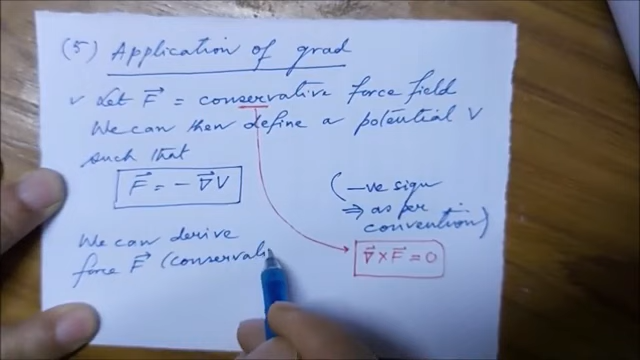 (5) Application of grad
✓ Let F⃗ = conservative force field
We can then define a potential V
such that
F⃗ = - ∇⃗V
(-ve sign
⇒ as per
convention)
We can derive
force F⃗ (conservati
∇⃗ × F⃗ = 0